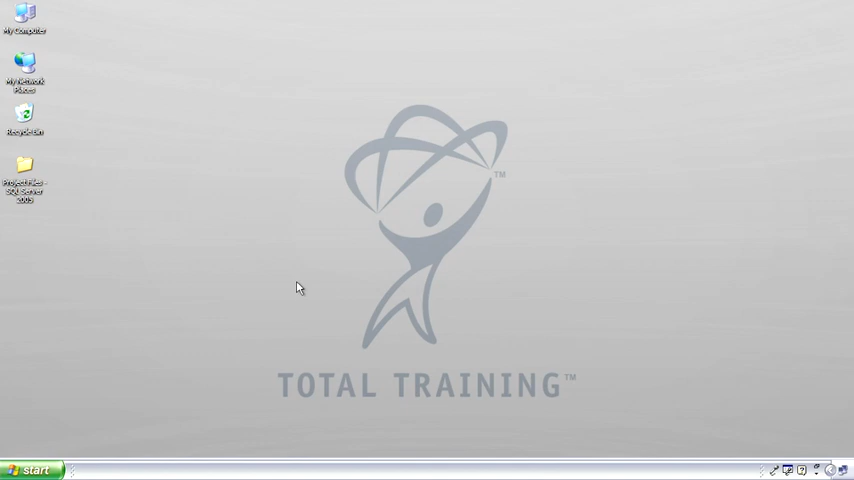 My Computer
My Network
Places
Recycle Bin
Project Files -
SQL Server
2005
TM
TOTAL TRAINING™
start